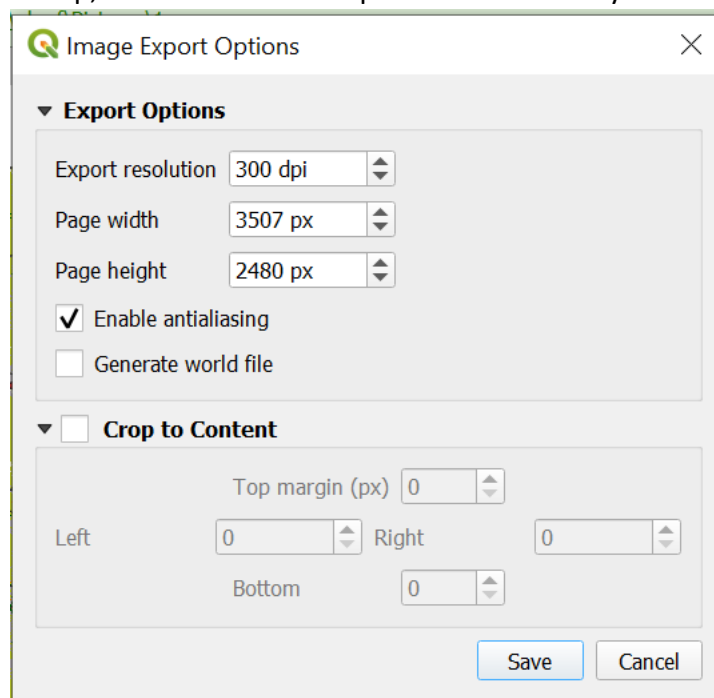 Image Export Options
Export Options
Export resolution 300 dpi
Page width 3507 px
Page height 2480 px
Enable antialiasing
Generate world file
Crop to Content
Top margin (px) 0
Left 0 Right 0
Bottom 0
Save Cancel